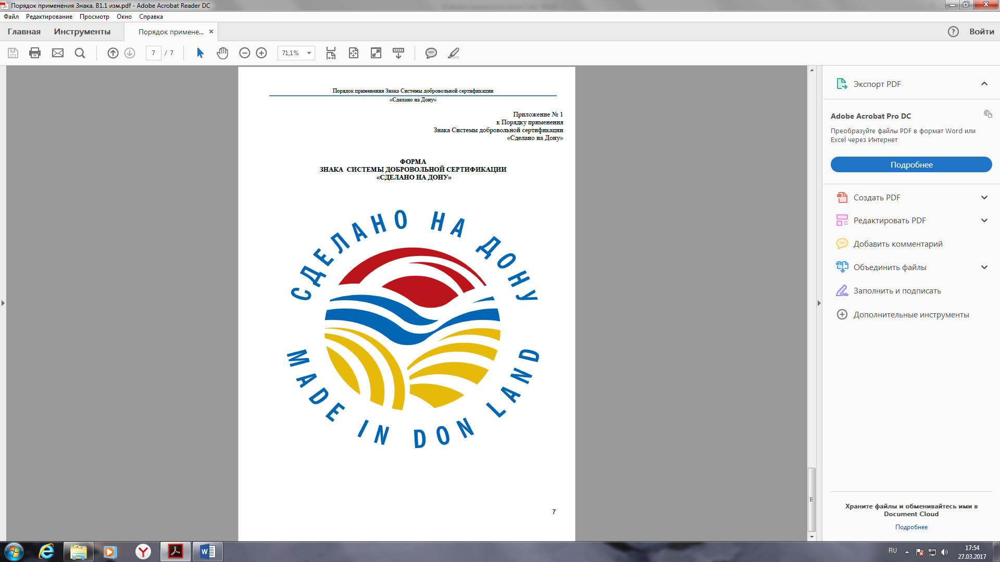 Порядок применения Знака. В1.1 изм.pdf - Adobe Acrobat Reader DC
Файл Редактирование Просмотр Окно Справка
Главная Инструменты Порядок примене... × Войти
7 / 7 71,1%
Порядок применения Знака Системы добровольной сертификации
«Сделано на Дону»
Приложение № 1
к Порядку применения
Знака Системы добровольной сертификации
«Сделано на Дону»
ФОРМА
ЗНАКА СИСТЕМЫ ДОБРОВОЛЬНОЙ СЕРТИФИКАЦИИ
«СДЕЛАНО НА ДОНУ»
СДЕЛАНО НА ДОНУ
MADE IN DON LAND
7
Экспорт PDF
Adobe Acrobat Pro DC
Преобразуйте файлы PDF в формат Word или
Excel через Интернет
Подробнее
Создать PDF
Редактировать PDF
Добавить комментарий
Объединить файлы
Заполнить и подписать
Дополнительные инструменты
Храните файлы и обменивайтесь ими в
Document Cloud
Подробнее
RU
17:54
27.03.2017